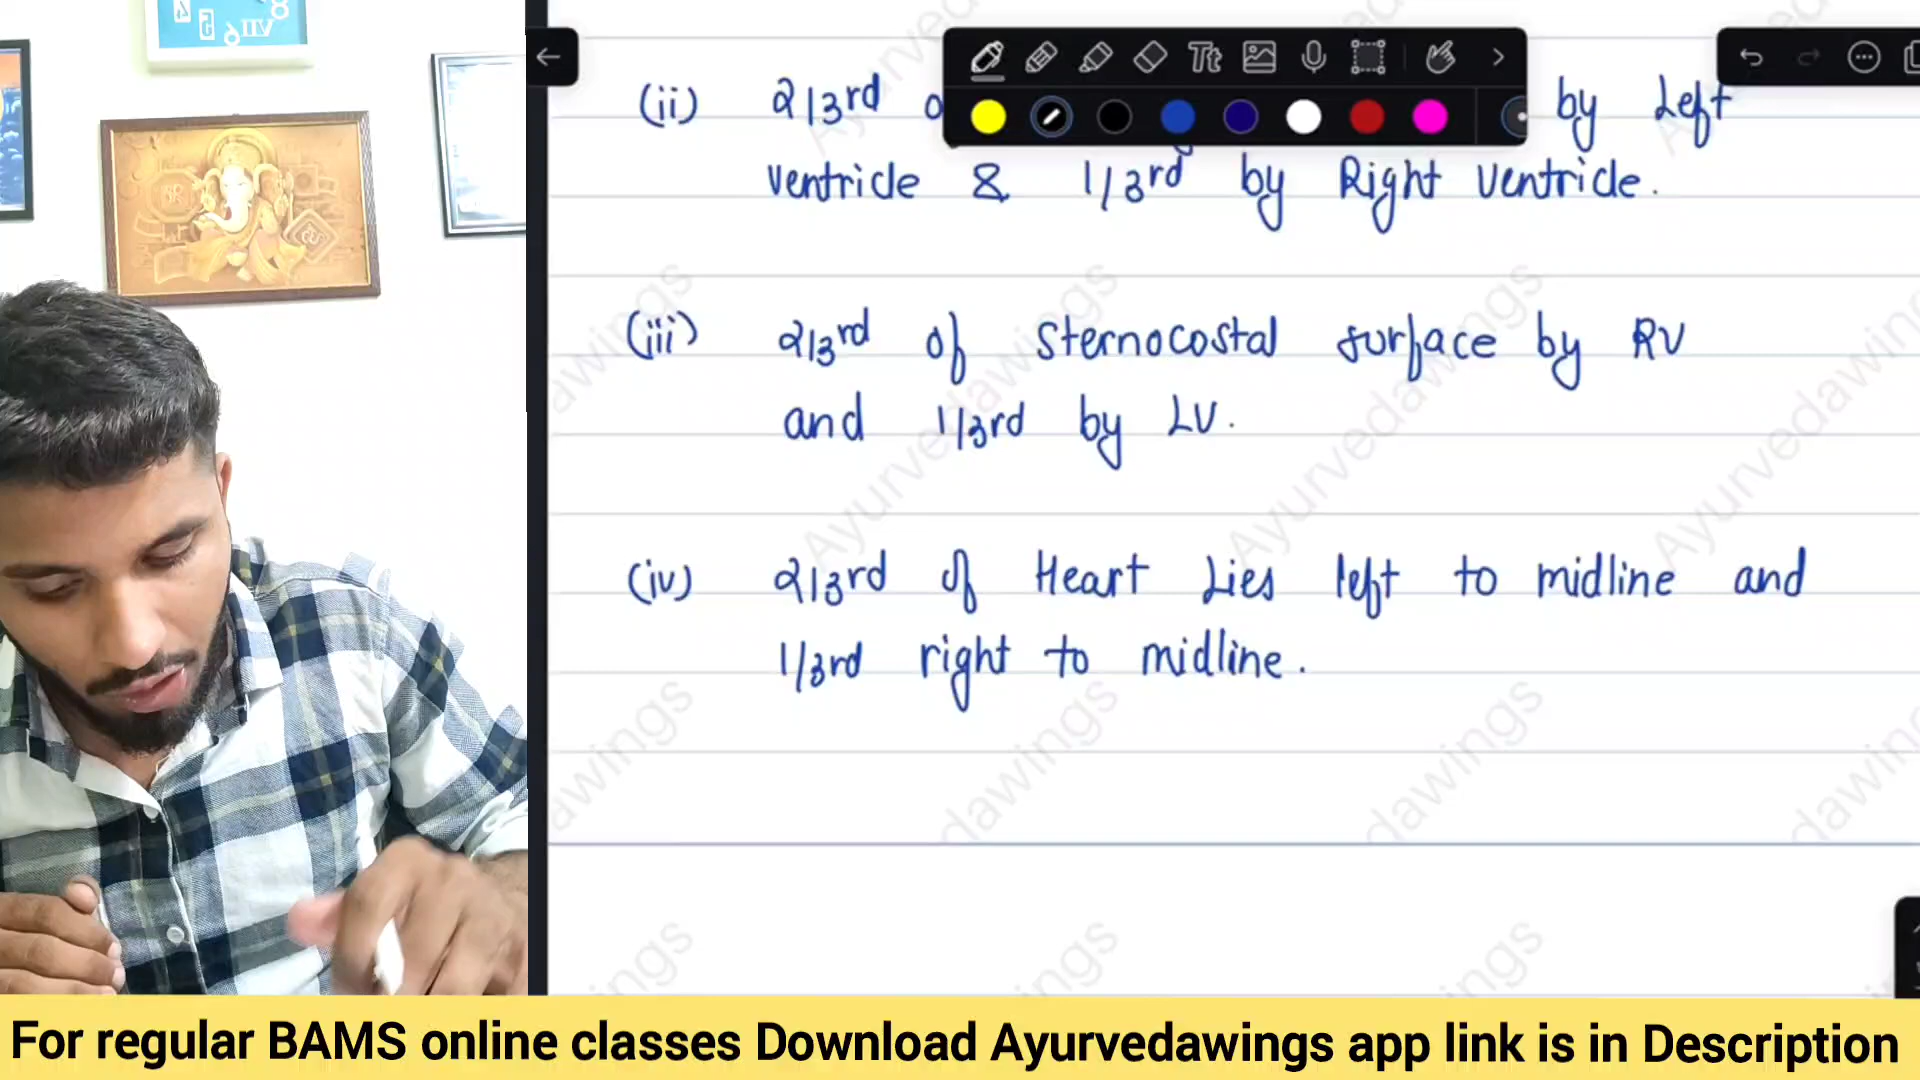 (ii) 2/3rd by Left
ventricle & 1/3rd by Right ventricle.
(iii) 2/3rd of Sternocostal surface by RV
and 1/3rd by LV.
(iv) 2/3rd of Heart Lies left to midline and
1/3rd right to midline.
Tt
Ayurvedawings
For regular BAMS online classes Download Ayurvedawings app link is in Description